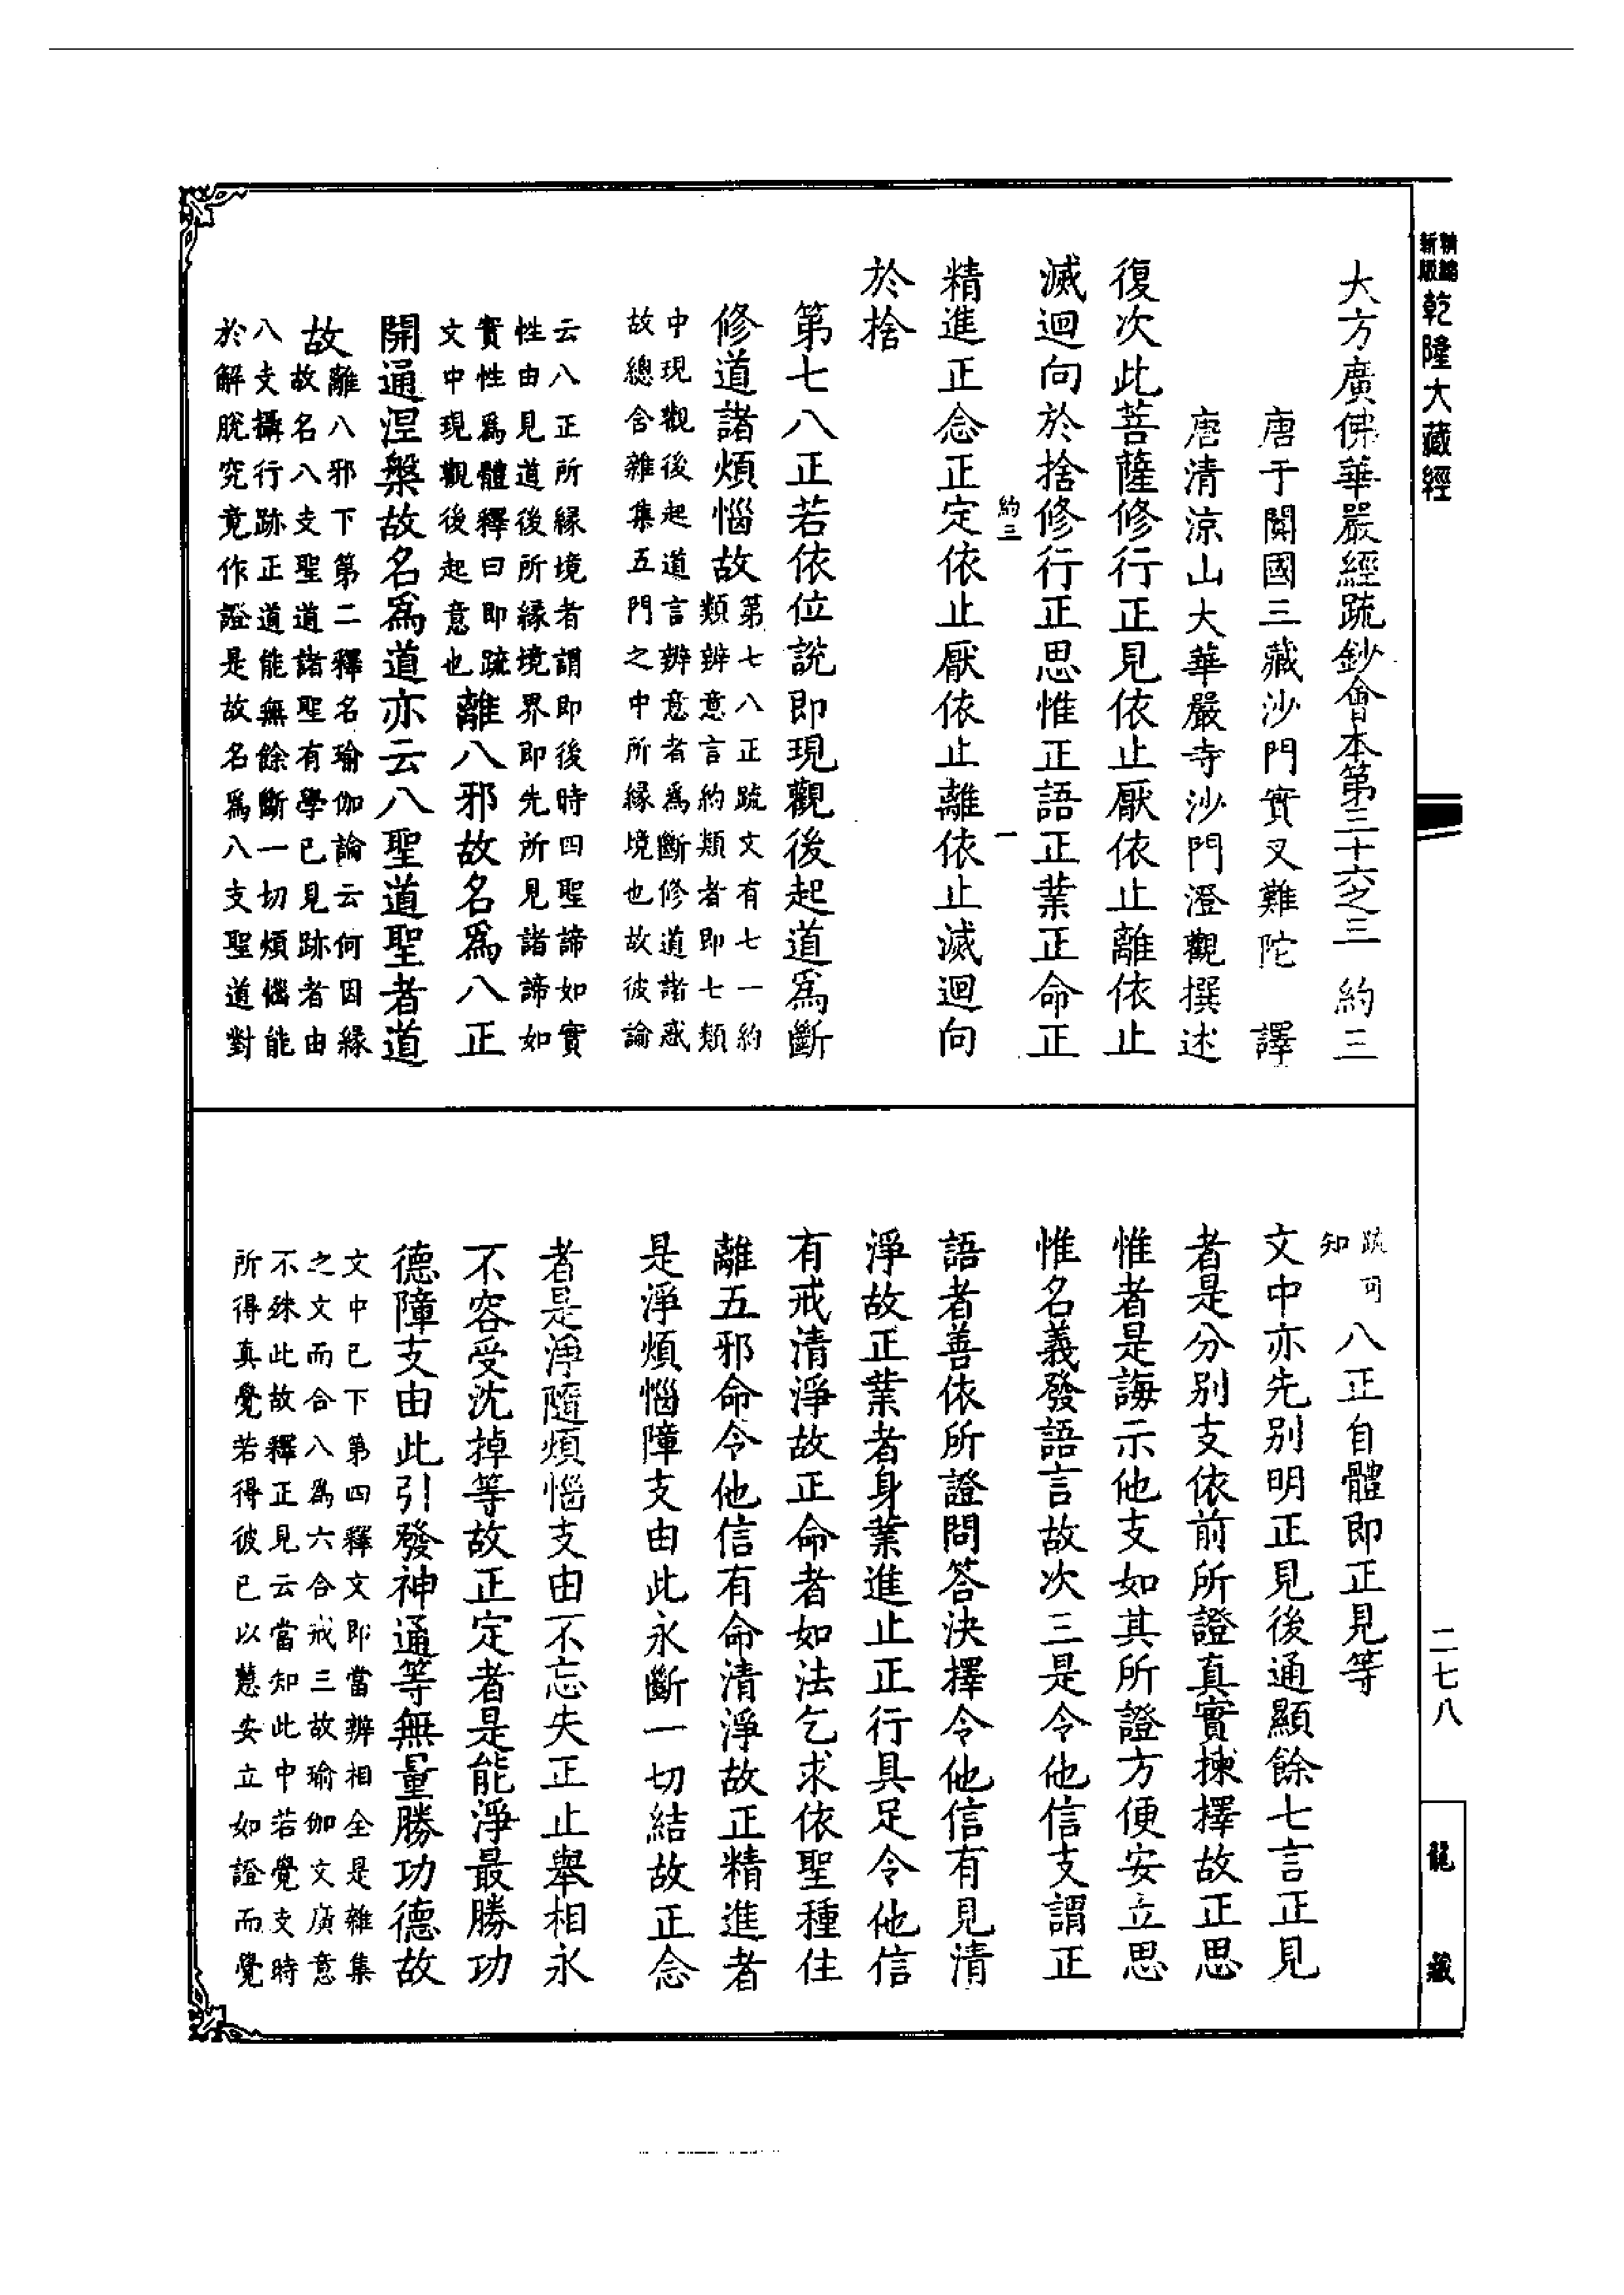 精縮
新版
乾隆大藏經
大方廣佛華嚴經疏鈔會本第三十六之三 約三
唐于闐國三藏沙門實叉難陀 譯
唐清涼山大華嚴寺沙門澄觀撰述
復次此菩薩修行正見依止厭依止離依止
滅迴向於捨修行正思惟正語正業正命正
約三 一
精進正念正定依止厭依止離依止滅迴向
於捨
第七八正若依位說即現觀後起道爲斷
修道諸煩惱故
第七八正疏文有七一約
類辨意言約類者即七類
中現觀後起道言辨意者爲斷修道諸惑
故總含雜集五門之中所緣境也故彼論
云八正所緣境者謂即後時四聖諦如實
性由見道後所緣境界即先所見諸諦如
實性爲體釋曰即疏
文中現觀後起意也
離八邪故名爲八正
開通涅槃故名爲道亦云八聖道聖者道
故
離八邪下第二釋名瑜伽論云何因緣
故名八支聖道諸聖有學已見跡者由
八支攝行跡正道能無餘斷一切煩惱能
於解脫究竟作證是故名爲八支聖道對
疏可
知
八正自體即正見等
文中亦先別明正見後通顯餘七言正見
者是分別支依前所證真實揀擇故正思
惟者是誨示他支如其所證方便安立思
惟名義發語言故次三是令他信支謂正
語者善依所證問答決擇令他信有見清
淨故正業者身業進止正行具足令他信
有戒清淨故正命者如法乞求依聖種住
離五邪命令他信有命清淨故正精進者
是淨煩惱障支由此永斷一切結故正念
者是淨隨煩惱支由不忘失正止舉相永
不容受沈掉等故正定者是能淨最勝功
德障支由此引發神通等無量勝功德故
文中已下第四釋文即當辨相全是雜集
之文而合八爲六合戒三故瑜伽文廣意
不殊此故釋正見云當知此中若覺支時
所得真覺若得彼已以慧安立如證而覺
二七八
龍藏